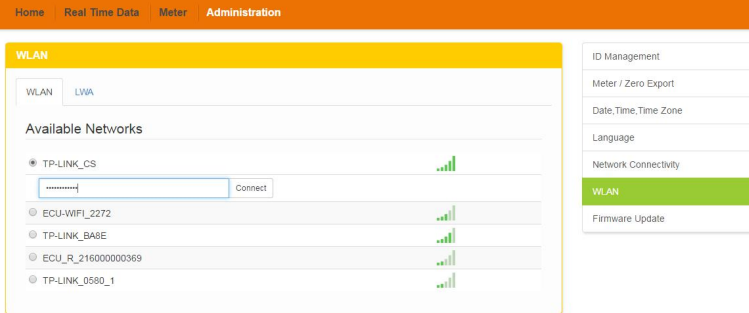 Home Real Time Data Meter Administration
WLAN
WLAN LWA
Available Networks
TP-LINK_CS
Connect
ECU-WIFI_2272
TP-LINK_BA8E
ECU_R_216000000369
TP-LINK_0580_1
ID Management
Meter / Zero Export
Date,Time,Time Zone
Language
Network Connectivity
WLAN
Firmware Update